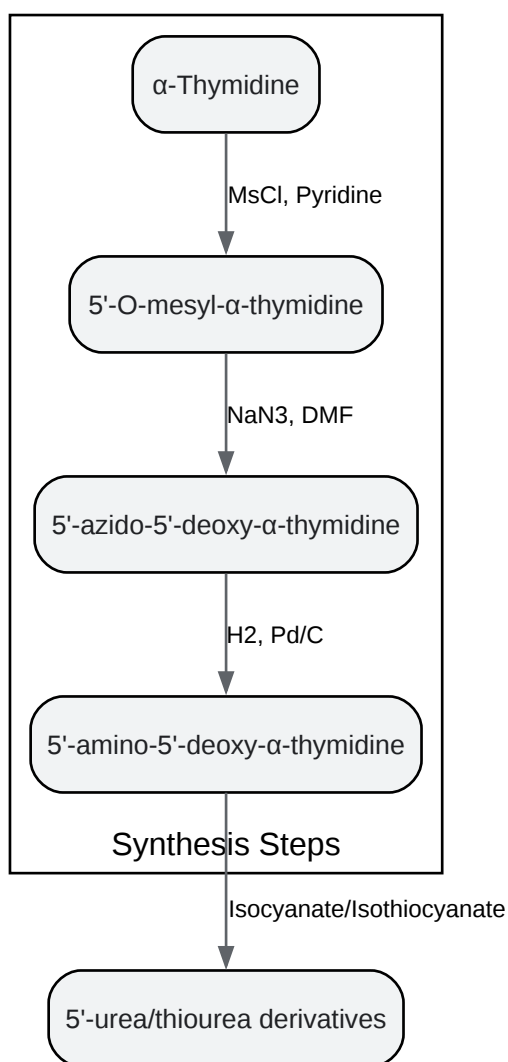 α-Thymidine
MsCl, Pyridine
5'-O-mesyl-α-thymidine
NaN3, DMF
5'-azido-5'-deoxy-α-thymidine
H2, Pd/C
5'-amino-5'-deoxy-α-thymidine
Synthesis Steps
Isocyanate/Isothiocyanate
5'-urea/thiourea derivatives